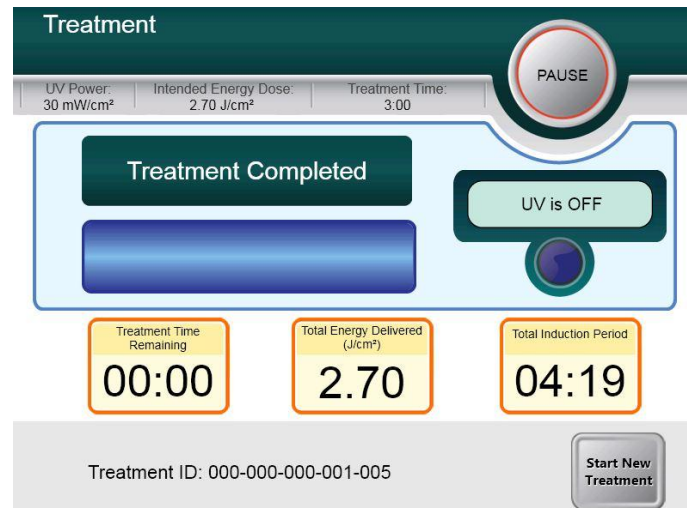 Treatment
PAUSE
UV Power: Intended Energy Dose: Treatment Time:
30 mW/cm² 2.70 J/cm² 3:00
Treatment Completed
UV is OFF
Treatment Time
Remaining
00:00
Total Energy Delivered
(J/cm²)
2.70
Total Induction Period
04:19
Treatment ID: 000-000-000-001-005
Start New
Treatment